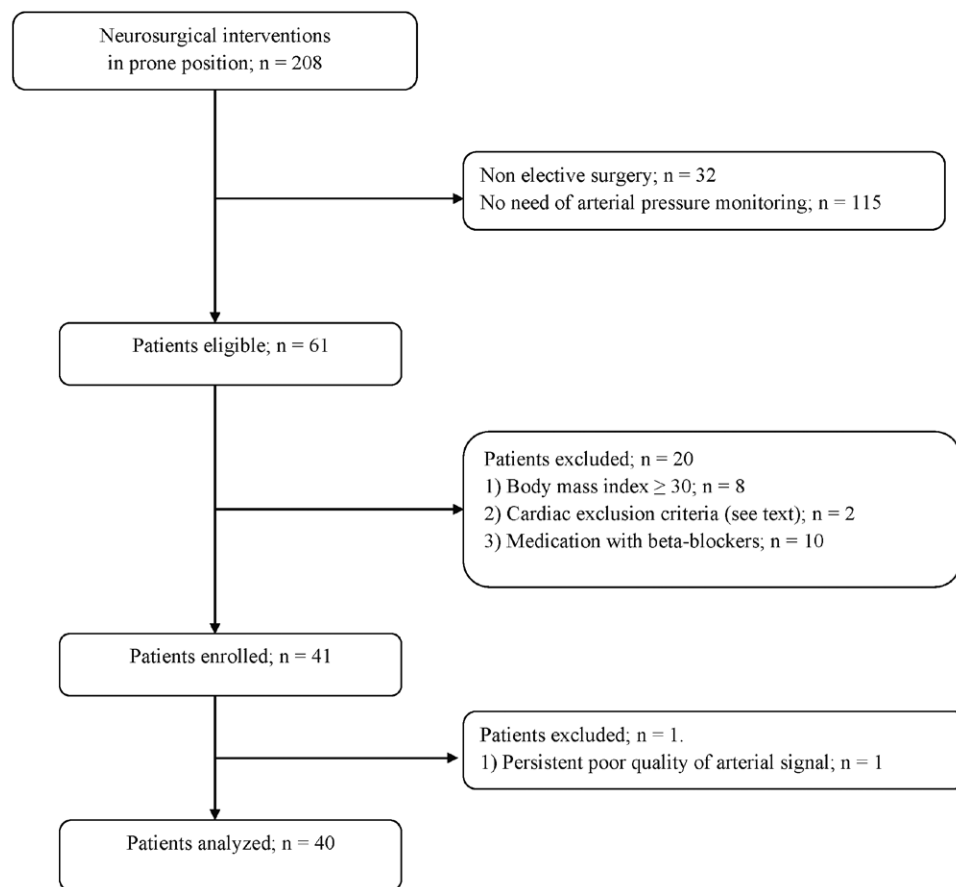 Neurosurgical interventions
in prone position; n = 208
Non elective surgery; n = 32
No need of arterial pressure monitoring; n = 115
Patients eligible; n = 61
Patients excluded; n = 20
1) Body mass index ≥ 30; n = 8
2) Cardiac exclusion criteria (see text); n = 2
3) Medication with beta-blockers; n = 10
Patients enrolled; n = 41
Patients excluded; n = 1.
1) Persistent poor quality of arterial signal; n = 1
Patients analyzed; n = 40